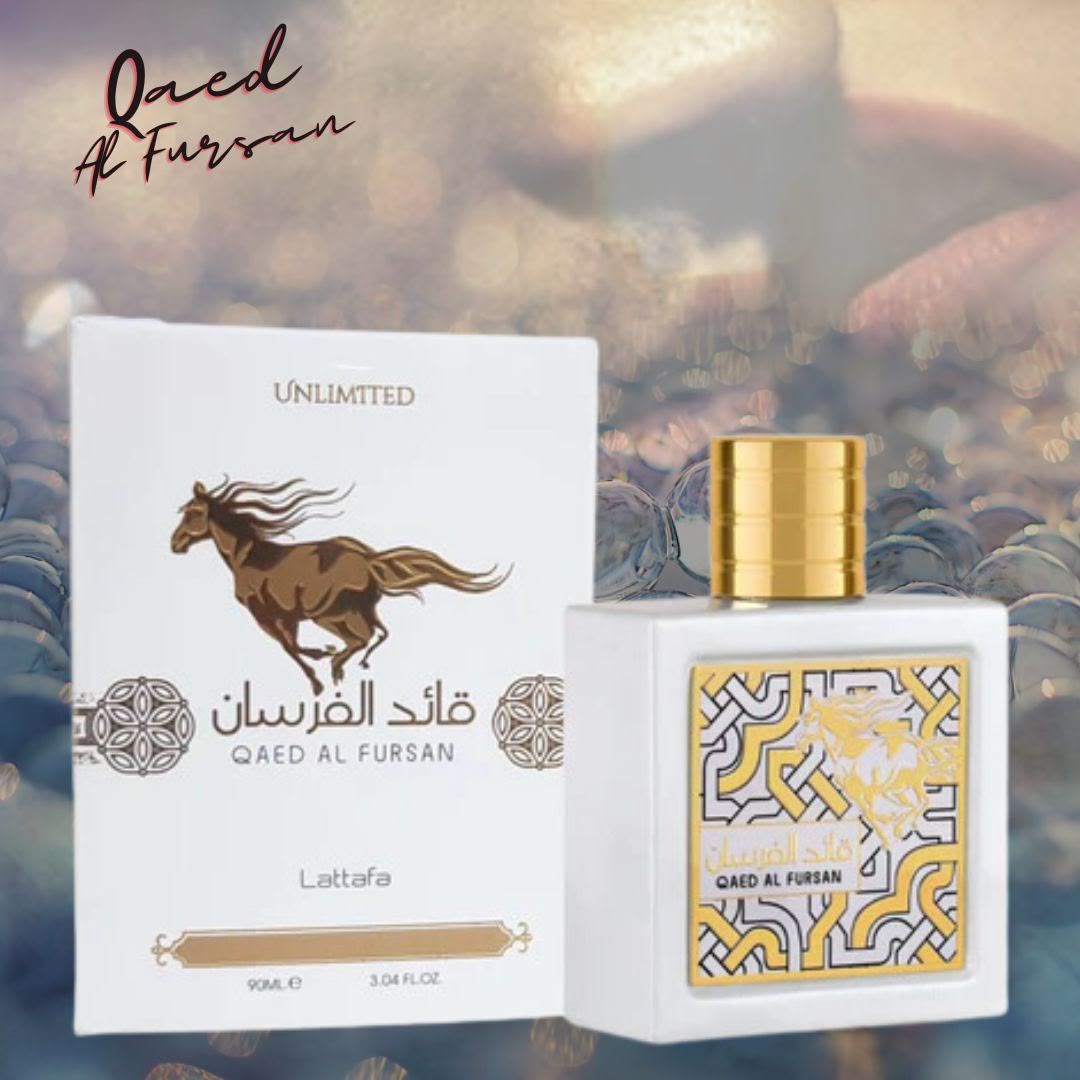 Qaed
Al Fursan
UNLIMITED
قائد الفرسان
QAED AL FURSAN
Lattafa
90ML.e
3.04 FL.OZ.
قائد الفرسان
QAED AL FURSAN